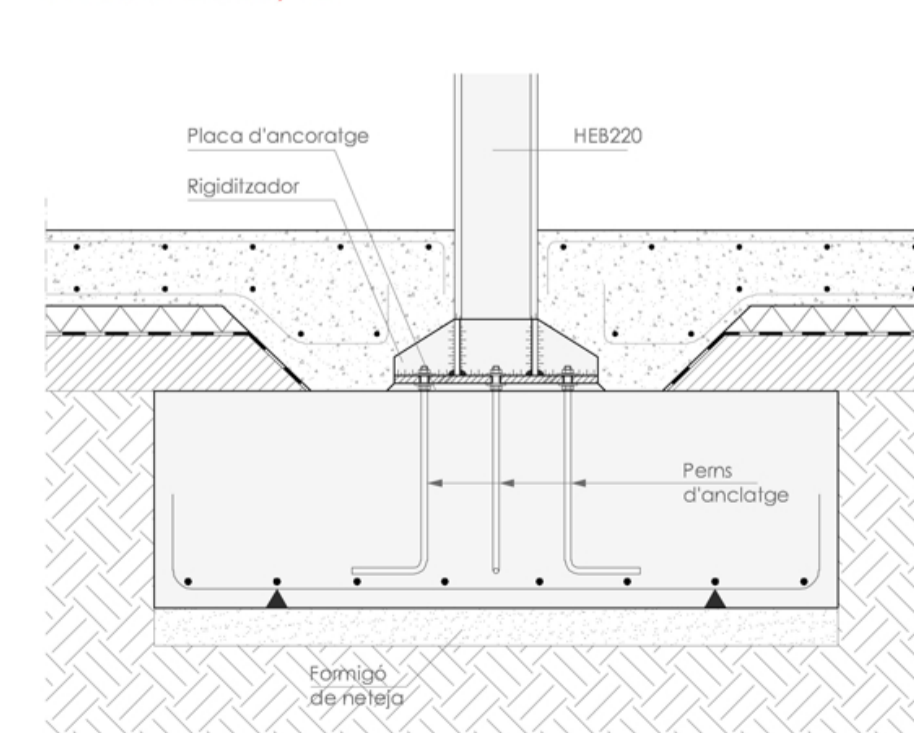 Placa d'ancoratge
HEB220
Rigiditzador
Perns
d'anclatge
Formigó
de neteja